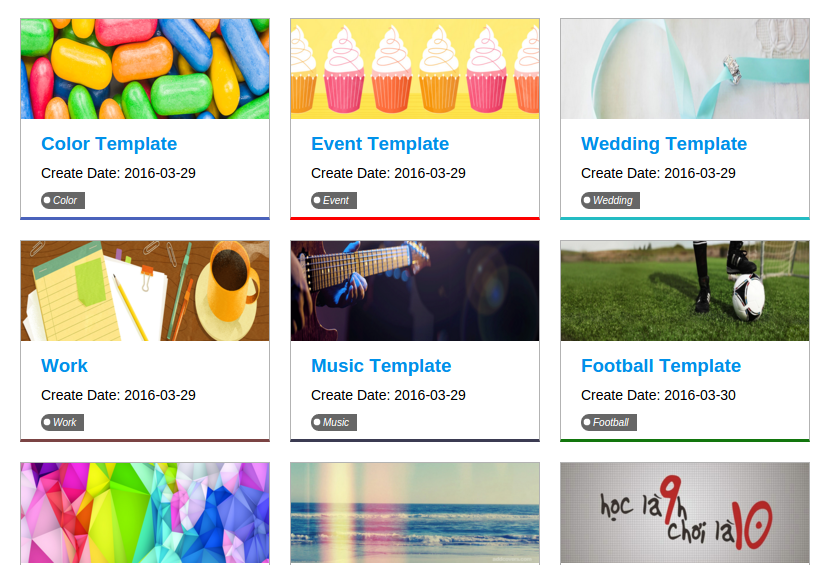 Color Template
Create Date: 2016-03-29
Color
Event Template
Create Date: 2016-03-29
Event
Wedding Template
Create Date: 2016-03-29
Wedding
Work
Create Date: 2016-03-29
Work
Music Template
Create Date: 2016-03-29
Music
Football Template
Create Date: 2016-03-30
Football
học là 9h
chơi là 10